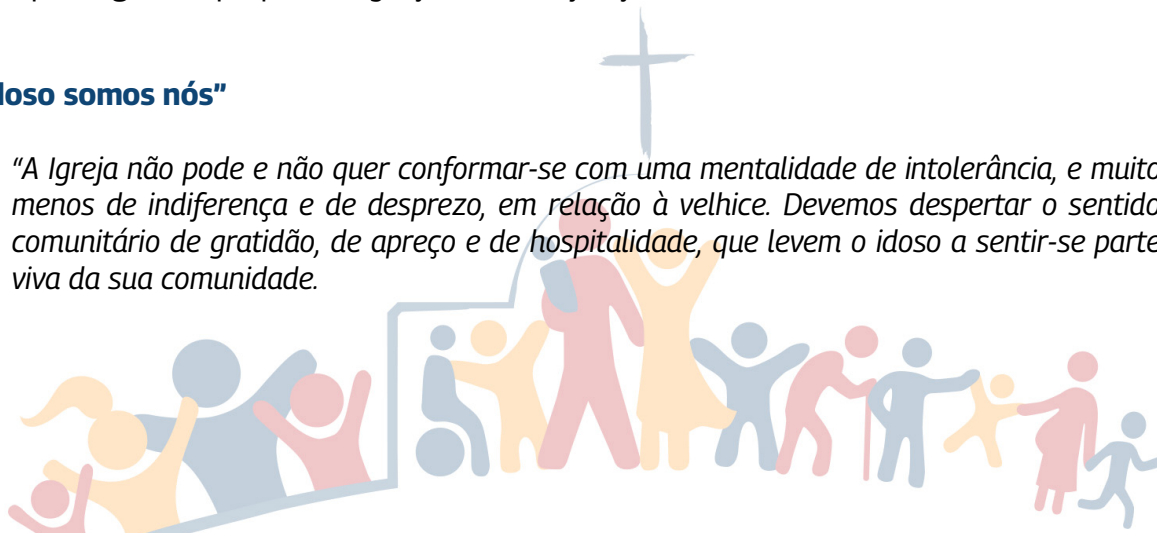 somos nós”
“A Igreja não pode e não quer conformar-se com uma mentalidade de intolerância, e muito
menos de indiferença e de desprezo, em relação à velhice. Devemos despertar o sentido
comunitário de gratidão, de apreço e de hospitalidade, que levem o idoso a sentir-se parte
viva da sua comunidade.